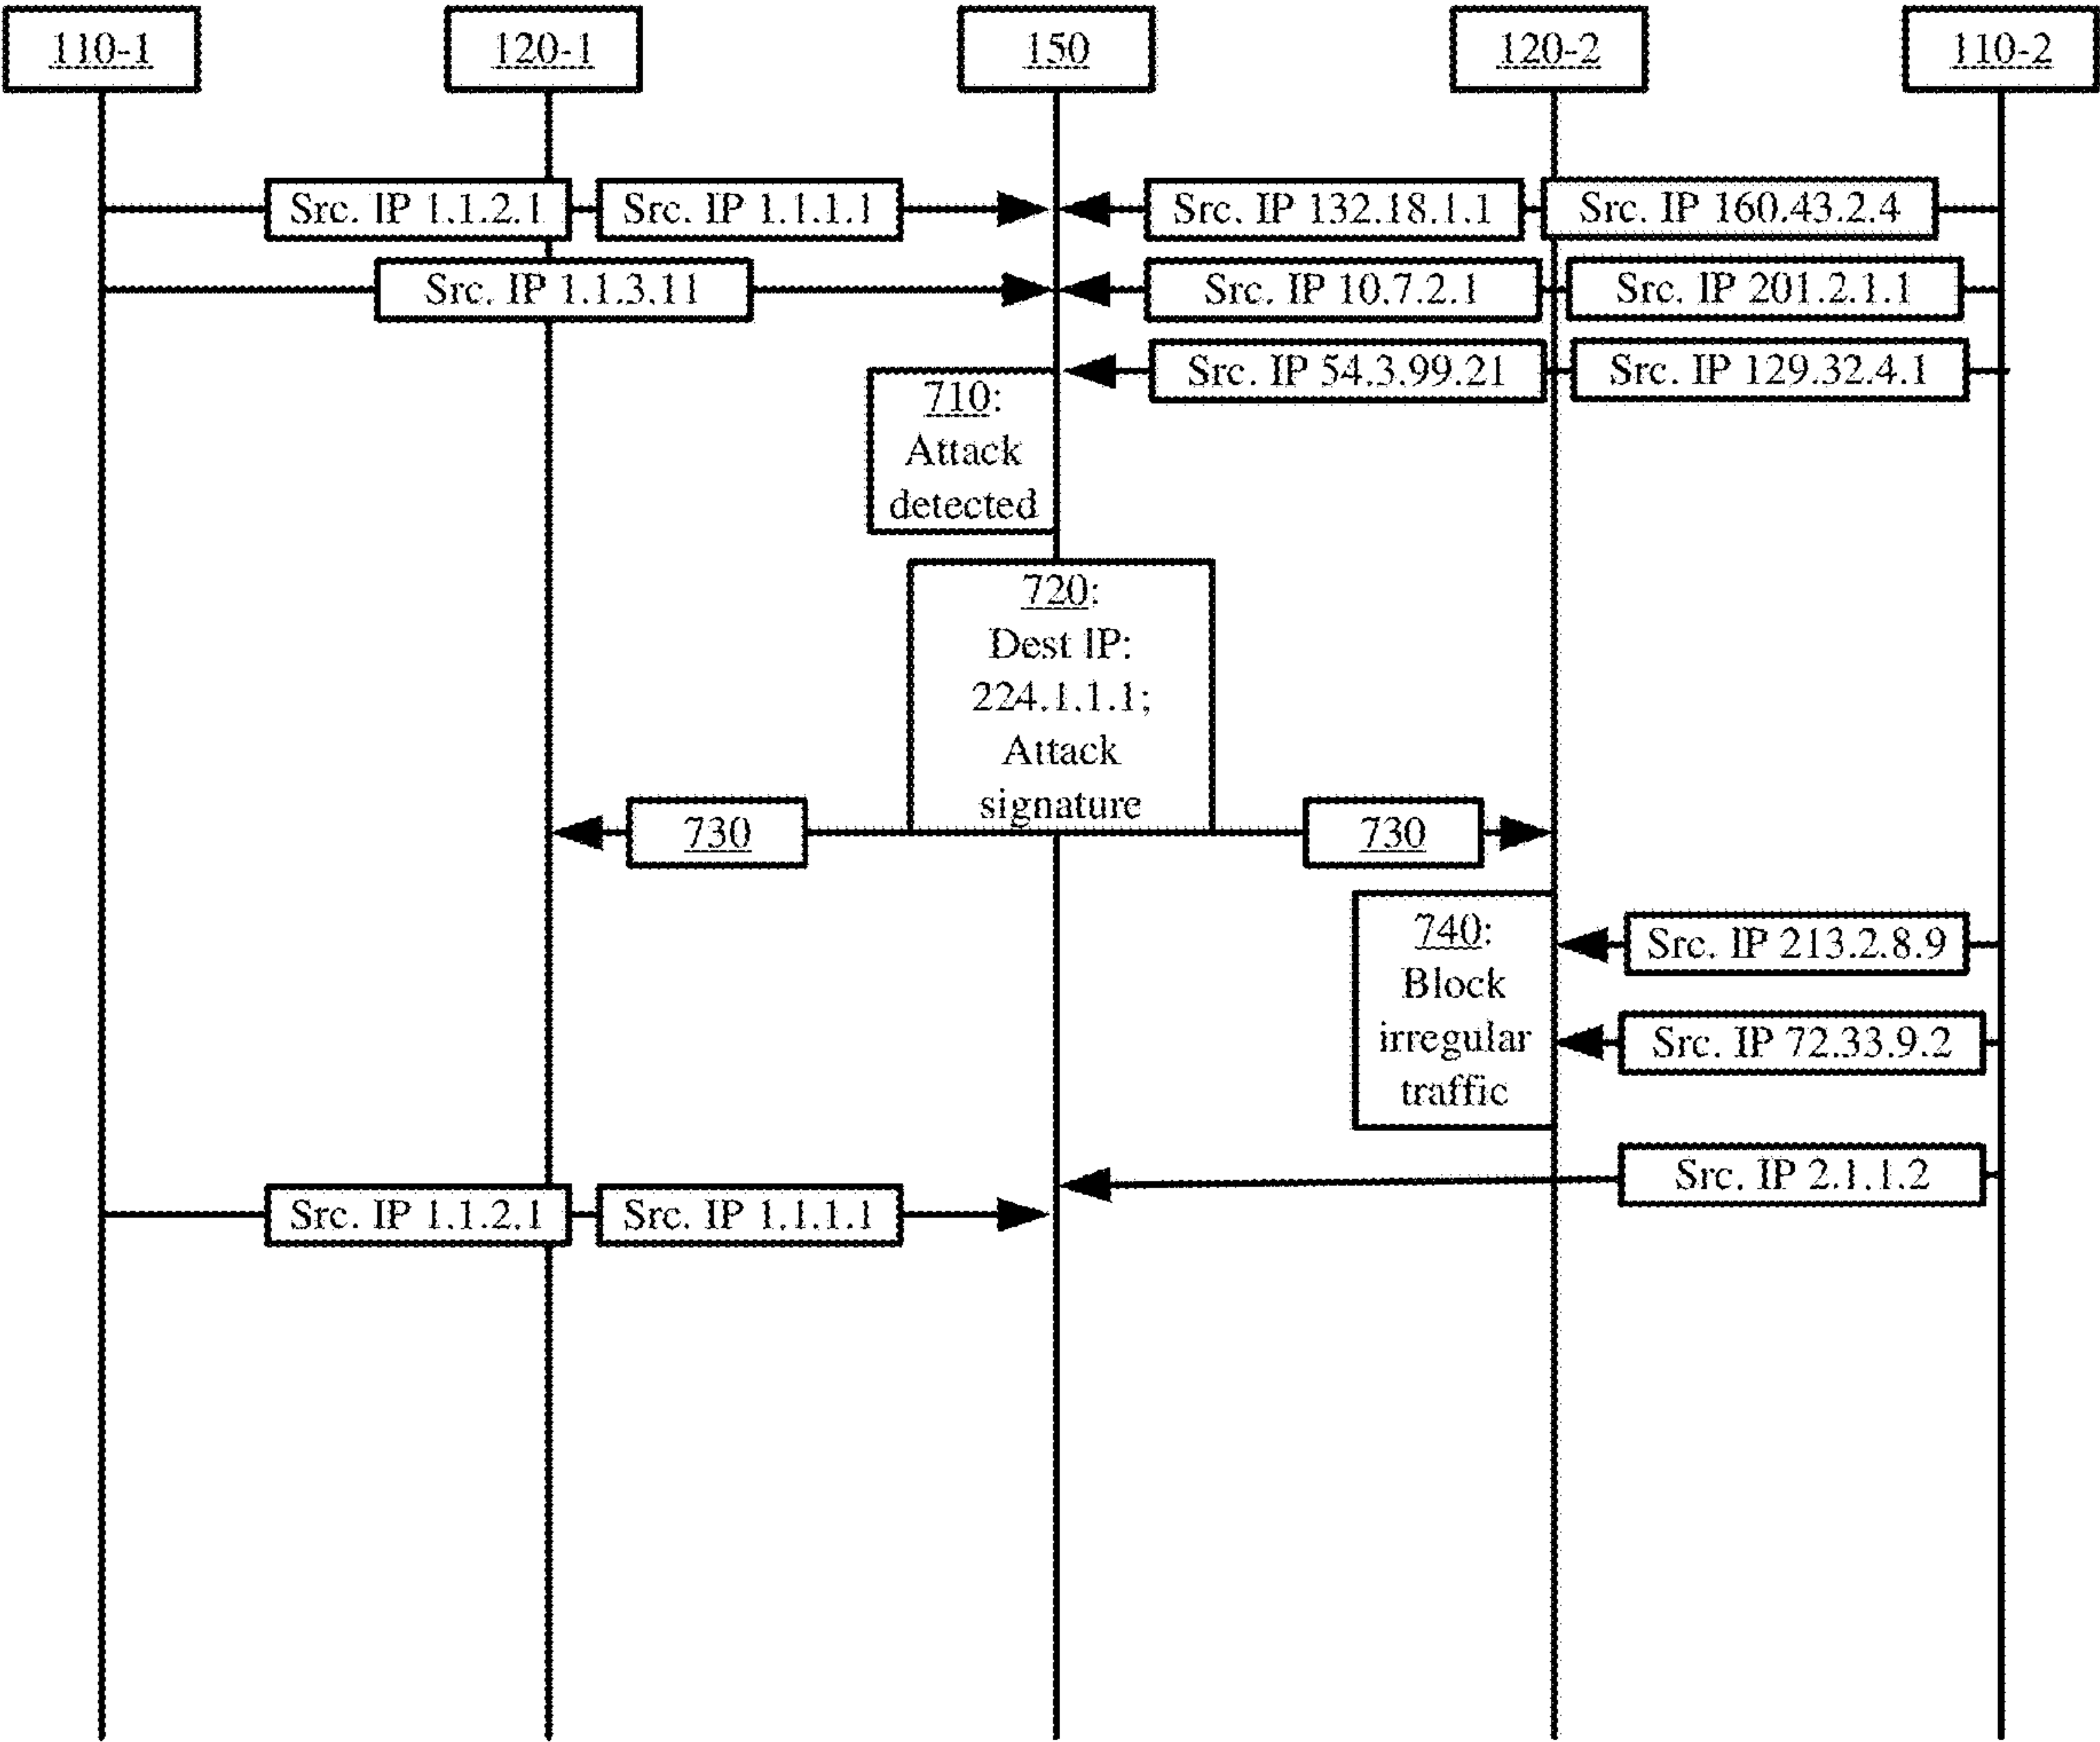 110-1
120-1
150
120-2
110-2
Src. IP 1.1.2.1
Src. IP 1.1.1.1
Src. IP 132.18.1.1
Src. IP 160.43.2.4
Src. IP 1.1.3.11
Src. IP 10.7.2.1
Src. IP 201.2.1.1
Src. IP 54.3.99.21
Src. IP 129.32.4.1
710:
Attack
detected
720:
Dest IP:
224.1.1.1;
Attack
signature
730
730
740:
Block
irregular
traffic
Src. IP 213.2.8.9
Src. IP 72.33.9.2
Src. IP 2.1.1.2
Src. IP 1.1.2.1
Src. IP 1.1.1.1